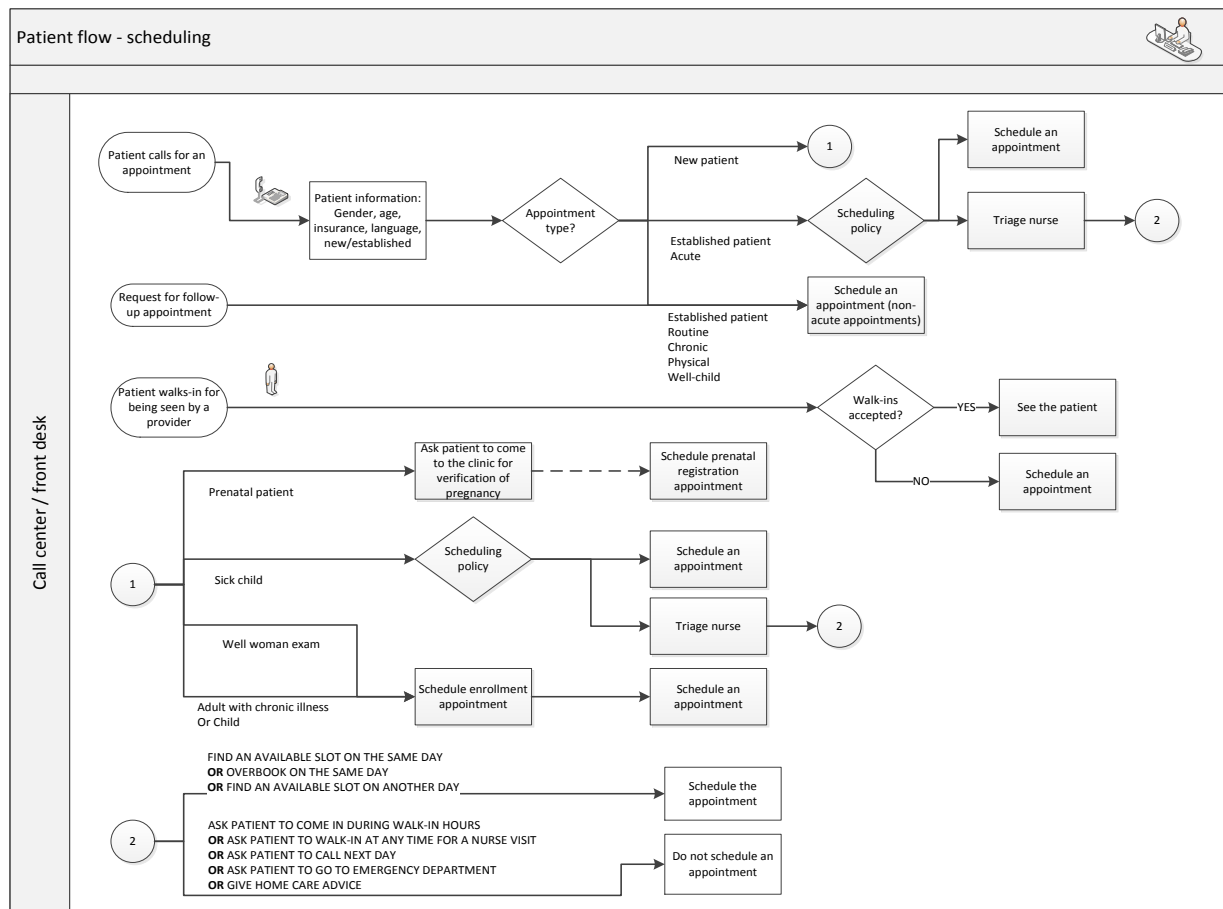 Patient flow - scheduling
Call center / front desk
Patient calls for an
appointment
Patient information:
Gender, age,
insurance, language,
new/established
Appointment
type?
New patient
1
Established patient
Acute
Scheduling
policy
Schedule an
appointment
Triage nurse
2
Request for follow-
up appointment
Established patient
Routine
Chronic
Physical
Well-child
Schedule an
appointment (non-
acute appointments)
Patient walks-in for
being seen by a
provider
Walk-ins
accepted?
YES
See the patient
NO
Schedule an
appointment
1
Prenatal patient
Ask patient to come
to the clinic for
verification of
pregnancy
Schedule prenatal
registration
appointment
Sick child
Scheduling
policy
Schedule an
appointment
Triage nurse
2
Well woman exam
Adult with chronic illness
Or Child
Schedule enrollment
appointment
Schedule an
appointment
2
FIND AN AVAILABLE SLOT ON THE SAME DAY
OR OVERBOOK ON THE SAME DAY
OR FIND AN AVAILABLE SLOT ON ANOTHER DAY
Schedule the
appointment
ASK PATIENT TO COME IN DURING WALK-IN HOURS
OR ASK PATIENT TO WALK-IN AT ANY TIME FOR A NURSE VISIT
OR ASK PATIENT TO CALL NEXT DAY
OR ASK PATIENT TO GO TO EMERGENCY DEPARTMENT
OR GIVE HOME CARE ADVICE
Do not schedule an
appointment